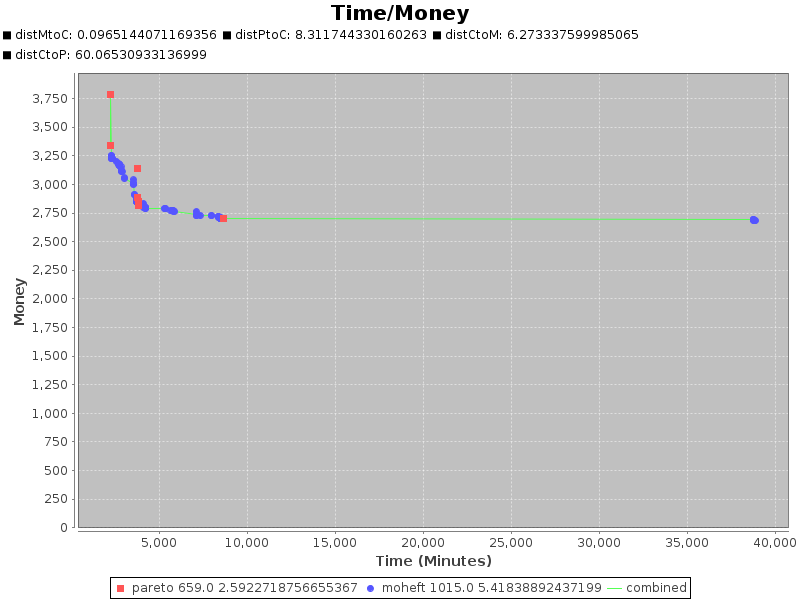 Time/Money
distMtoC: 0.0965144071169356 distPtoC: 8.311744330160263 distCtoM: 6.273337599985065
distCtoP: 60.06530933136999
3,750
3,500
3,250
3,000
2,750
2,500
2,250
2,000
1,750
1,500
1,250
1,000
750
500
250
0
Money
5,000 10,000 15,000 20,000 25,000 30,000 35,000 40,000
Time (Minutes)
pareto 659.0 2.5922718756655367 moheft 1015.0 5.41838892437199 combined